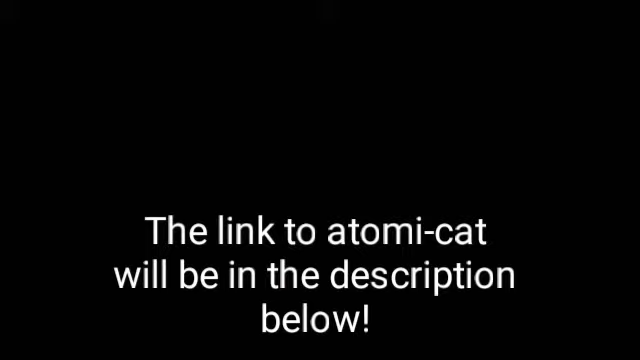 The link to atomi-cat
will be in the description
below!